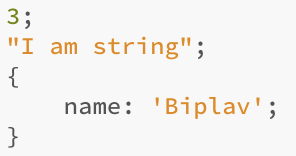 3;
"I am string";
{
    name: 'Biplav';
}